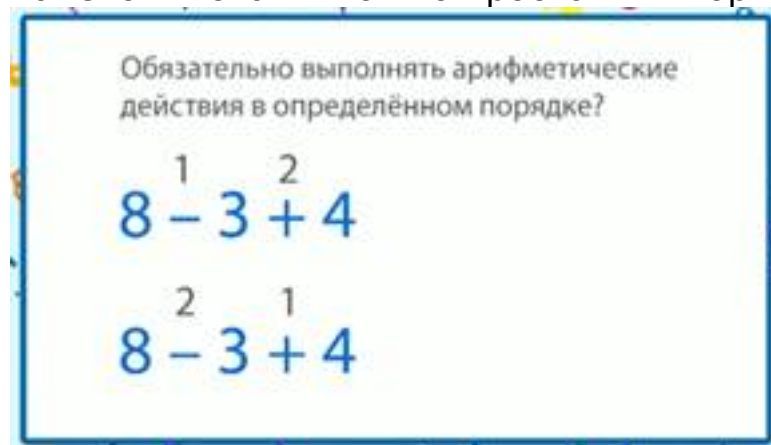 Обязательно выполнять арифметические
действия в определённом порядке?
1 2
8 – 3 + 4
2 1
8 – 3 + 4